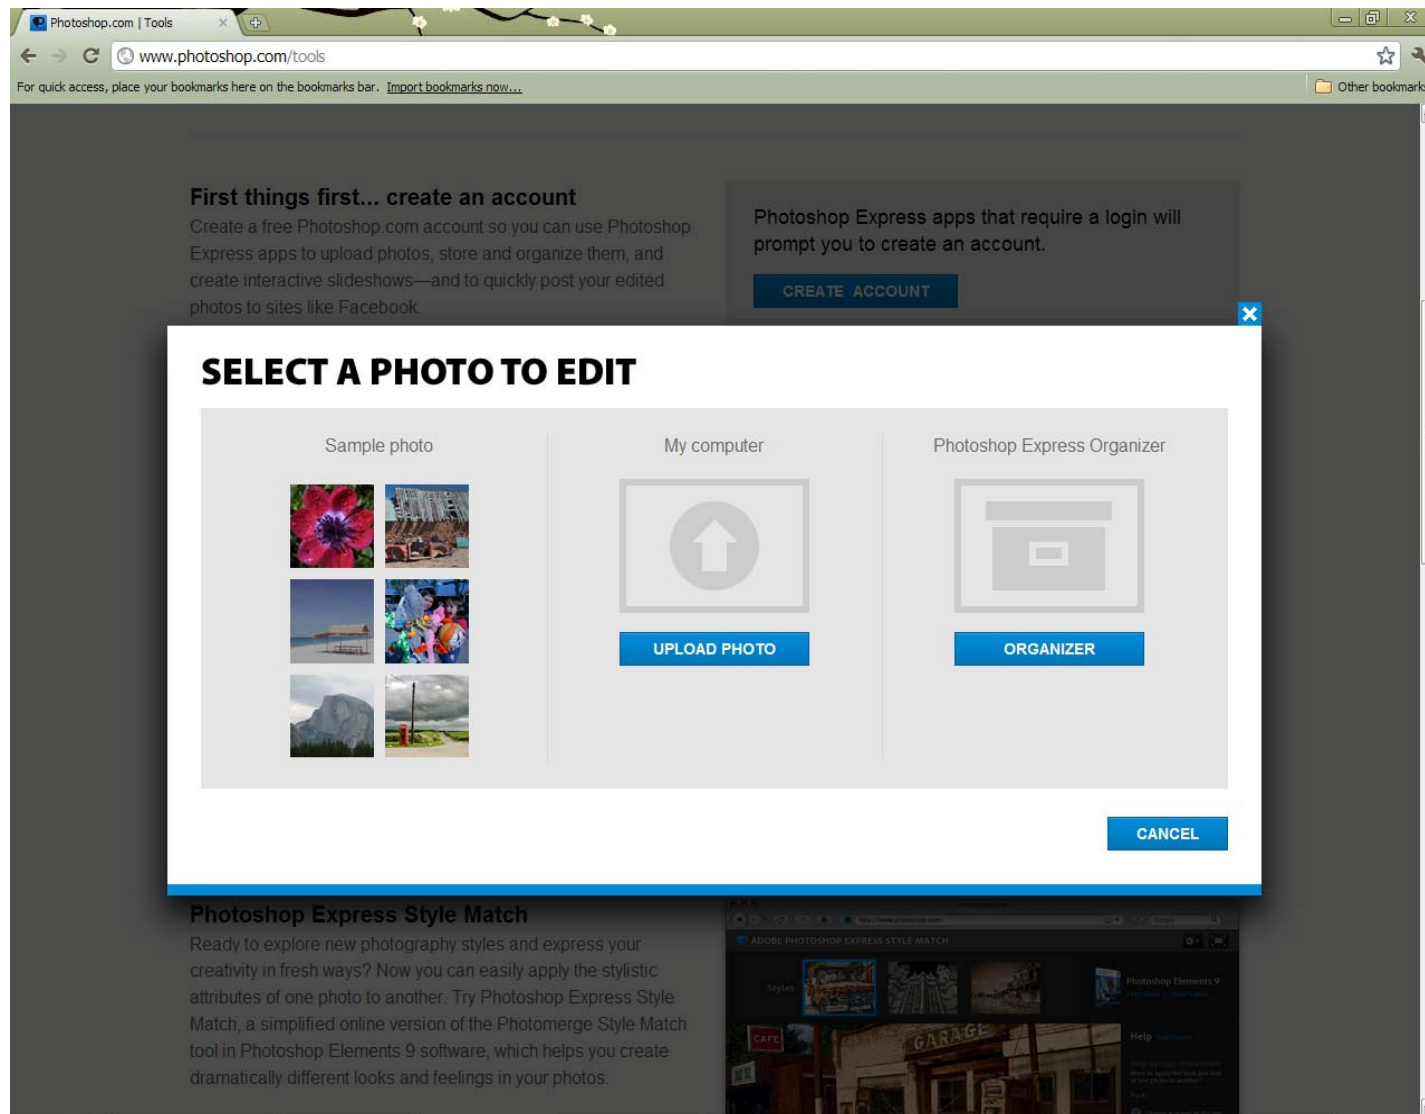 Photoshop.com | Tools
www.photoshop.com/tools
For quick access, place your bookmarks here on the bookmarks bar. Import bookmarks now...
Other bookmark
First things first... create an account
Create a free Photoshop.com account so you can use Photoshop
Express apps to upload photos, store and organize them, and
create interactive slideshows—and to quickly post your edited
photos to sites like Facebook.
Photoshop Express apps that require a login will
prompt you to create an account.
CREATE ACCOUNT
SELECT A PHOTO TO EDIT
Sample photo
My computer
UPLOAD PHOTO
Photoshop Express Organizer
ORGANIZER
CANCEL
Photoshop Express Style Match
Ready to explore new photography styles and express your
creativity in fresh ways? Now you can easily apply the stylistic
attributes of one photo to another. Try Photoshop Express Style
Match, a simplified online version of the Photomerge Style Match
tool in Photoshop Elements 9 software, which helps you create
dramatically different looks and feelings in your photos.
ADOBE PHOTOSHOP EXPRESS STYLE MATCH
Styles
Photoshop Elements 9
CAFE
GARAGE
Help